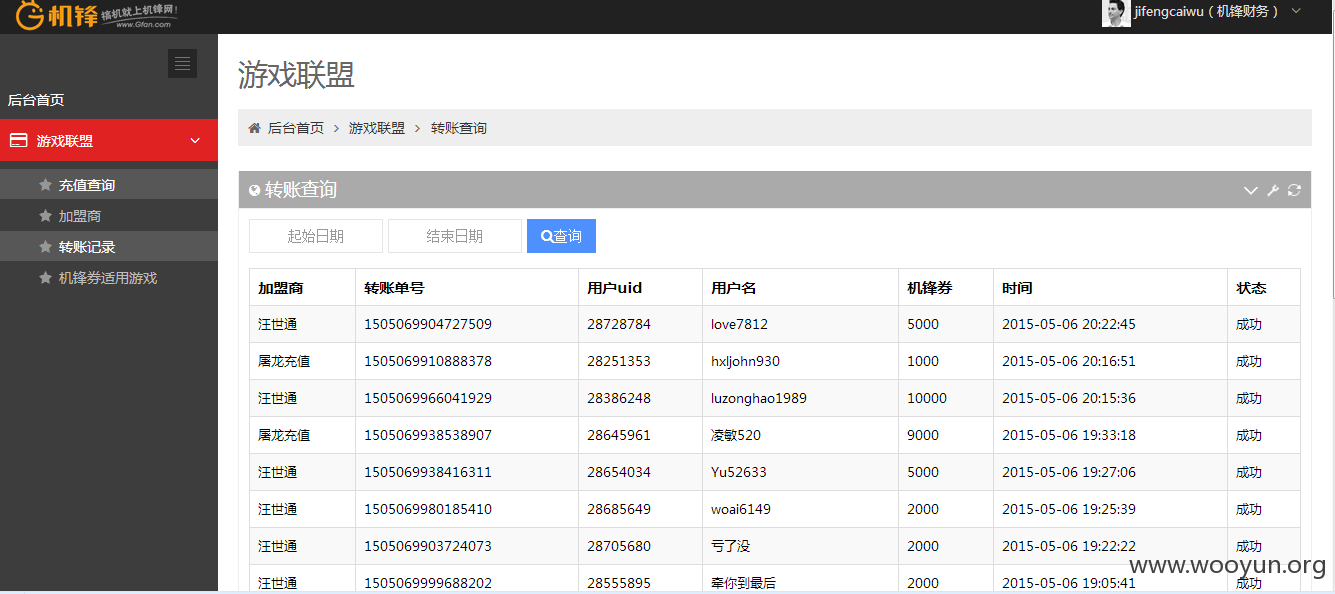 机锋 搞机就上机锋网! www.Gfan.com
jifengcaiwu ( 机锋财务 )
后台首页
游戏联盟
充值查询
加盟商
转账记录
机锋券适用游戏
游戏联盟
后台首页 > 游戏联盟 > 转账查询
转账查询
起始日期 结束日期 查询
加盟商 转账单号 用户uid 用户名 机锋券 时间 状态
汪世通 1505069904727509 28728784 love7812 5000 2015-05-06 20:22:45 成功
屠龙充值 1505069910888378 28251353 hxljohn930 1000 2015-05-06 20:16:51 成功
汪世通 1505069966041929 28386248 luzonghao1989 10000 2015-05-06 20:15:36 成功
屠龙充值 1505069938538907 28645961 凌敏520 9000 2015-05-06 19:33:18 成功
汪世通 1505069938416311 28654034 Yu52633 5000 2015-05-06 19:27:06 成功
汪世通 1505069980185410 28685649 woai6149 2000 2015-05-06 19:25:39 成功
汪世通 1505069903724073 28705680 亏了没 2000 2015-05-06 19:22:22 成功
汪世通 1505069999688202 28555895 牵你到最后 2000 2015-05-06 19:05:41 成功
www.wooyun.org